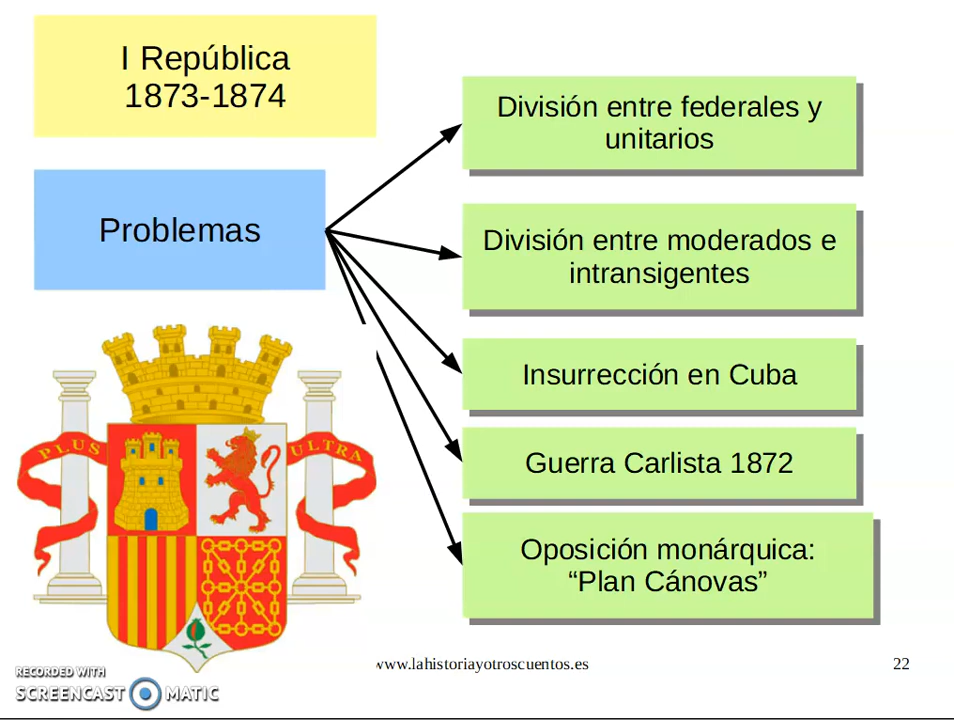 I República
1873-1874
Problemas
División entre federales y
unitarios
División entre moderados e
intransigentes
Insurrección en Cuba
Guerra Carlista 1872
Oposición monárquica:
“Plan Cánovas”
PLUS
ULTRA
www.lahistoriayotroscuentos.es
22
RECORDED WITH
SCREENCAST MATIC